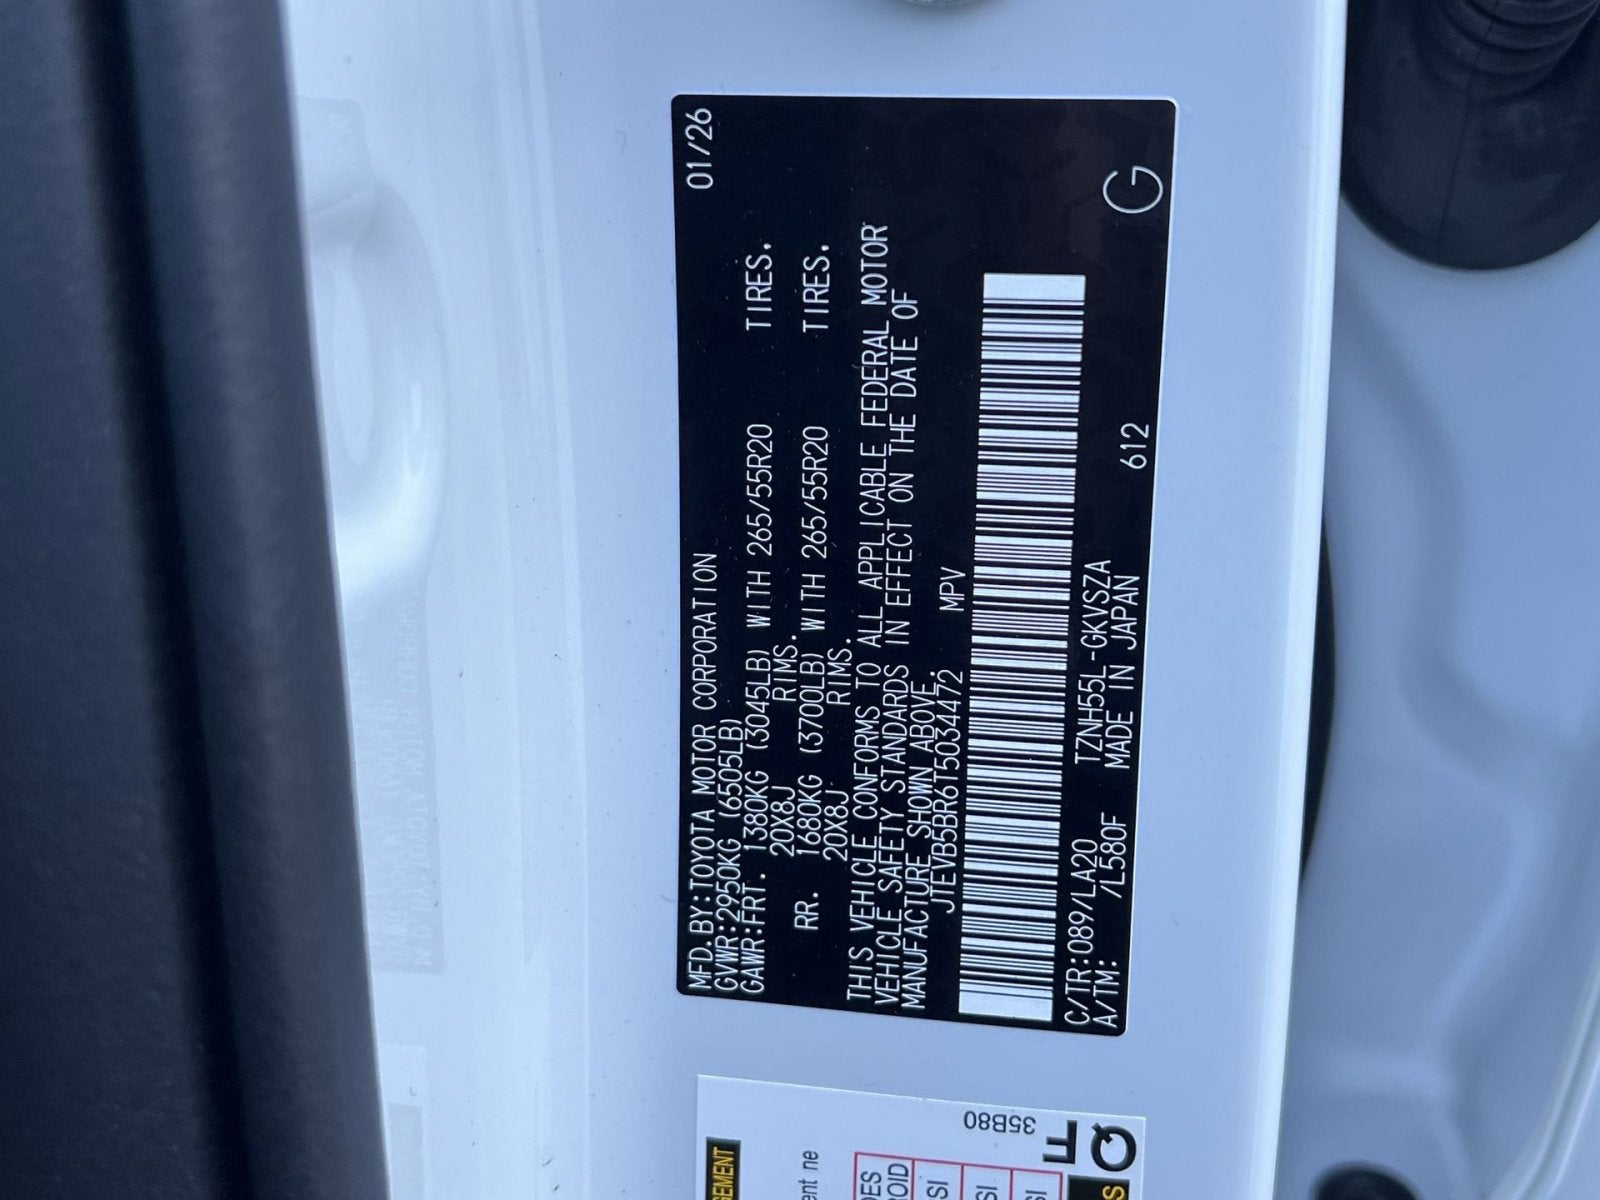 MFD.BY:TOYOTA MOTOR CORPORATION 01/26
GVWR:2950KG (6505LB)
GAWR:FRT. 1380KG (3045LB) WITH 265/55R20 TIRES.
20X8J RIMS.
RR. 1680KG (3700LB) WITH 265/55R20 TIRES.
20X8J RIMS.
THIS VEHICLE CONFORMS TO ALL APPLICABLE FEDERAL MOTOR
VEHICLE SAFETY STANDARDS IN EFFECT ON THE DATE OF
MANUFACTURE SHOWN ABOVE.
JTEVB5BR6T5034472 MPV
C/TR:089/LA20 TZNH55L-GKVSZA
A/TM: /L580F MADE IN JAPAN 612 G
35B80